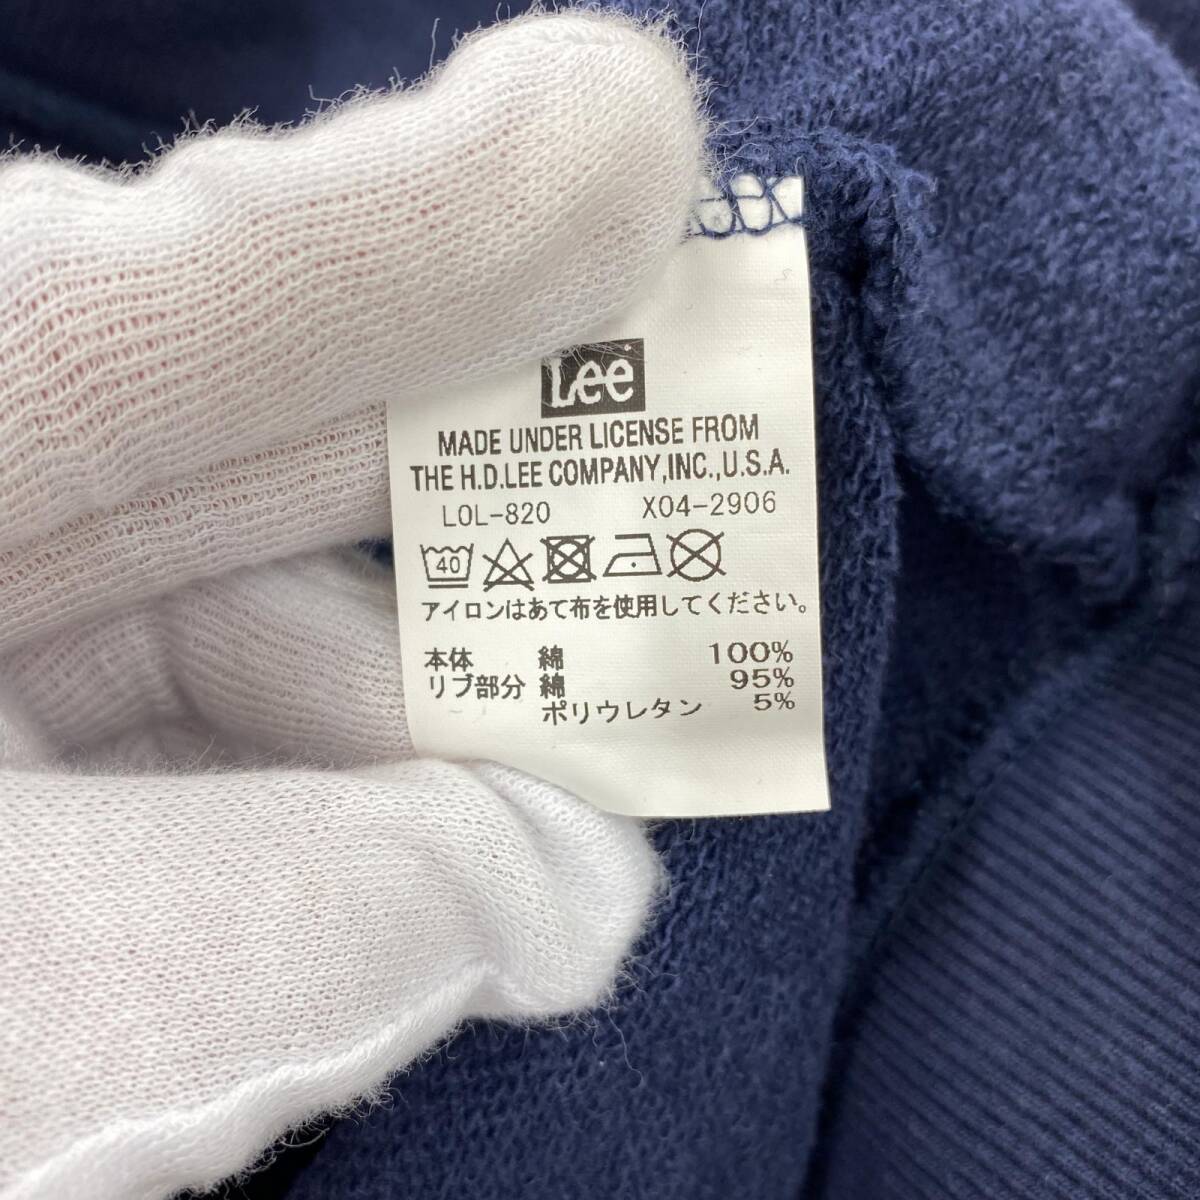 Lee
MADE UNDER LICENSE FROM
THE H.D.LEE COMPANY,INC.,U.S.A.
LOL-820 X04-2906
40
アイロンはあて布を使用してください。
本体 綿 100%
リブ部分 綿 95%
ポリウレタン 5%